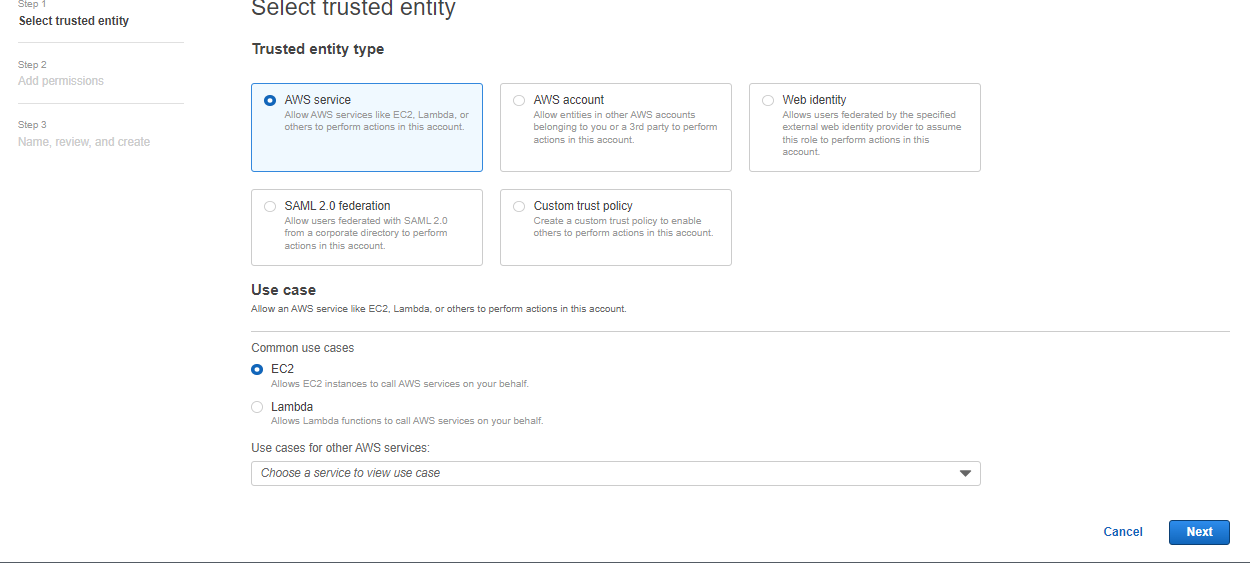 Step 1
Select trusted entity
Step 2
Add permissions
Step 3
Name, review, and create
Select trusted entity
Trusted entity type
AWS service
Allow AWS services like EC2, Lambda, or
others to perform actions in this account.
AWS account
Allow entities in other AWS accounts
belonging to you or a 3rd party to perform
actions in this account.
Web identity
Allows users federated by the specified
external web identity provider to assume
this role to perform actions in this
account.
SAML 2.0 federation
Allow users federated with SAML 2.0
from a corporate directory to perform
actions in this account.
Custom trust policy
Create a custom trust policy to enable
others to perform actions in this account.
Use case
Allow an AWS service like EC2, Lambda, or others to perform actions in this account.
Common use cases
EC2
Allows EC2 instances to call AWS services on your behalf.
Lambda
Allows Lambda functions to call AWS services on your behalf.
Use cases for other AWS services:
Choose a service to view use case
Cancel
Next